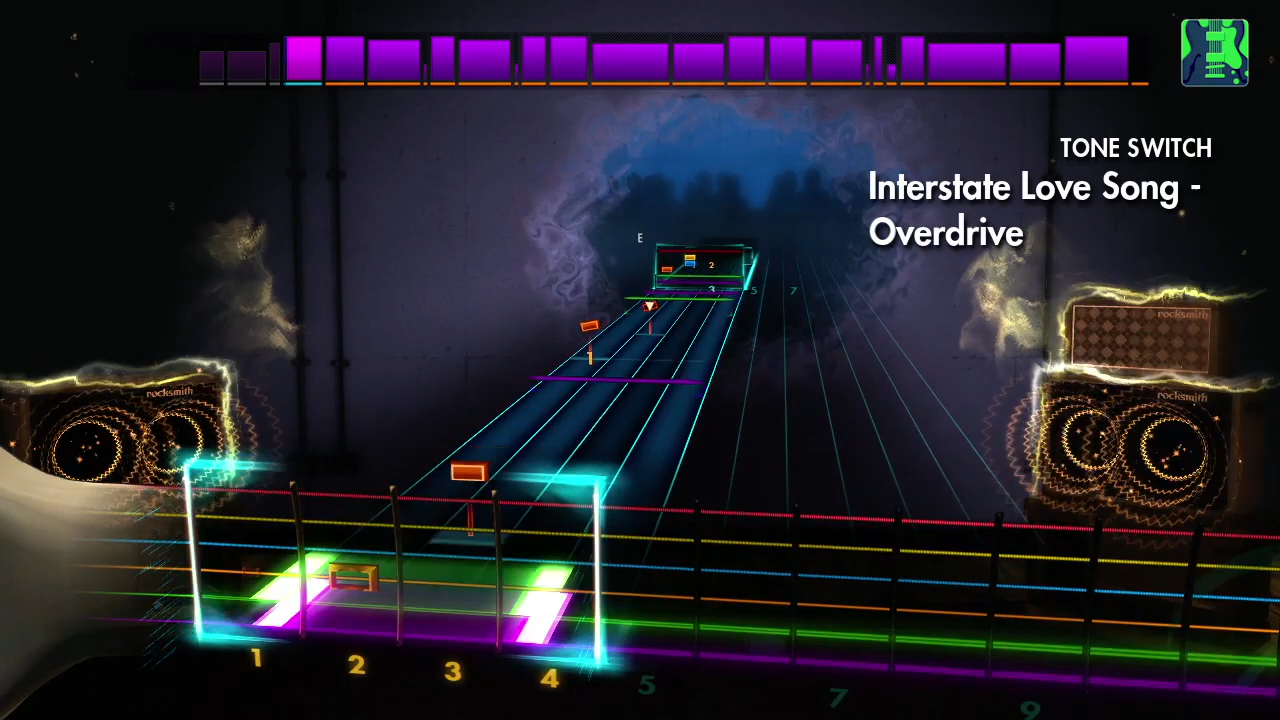 TONE SWITCH
Interstate Love Song -
Overdrive
E
2
3 5 7
1
rocksmith
rocksmith
rocksmith
1 2 3 4 5 7 9